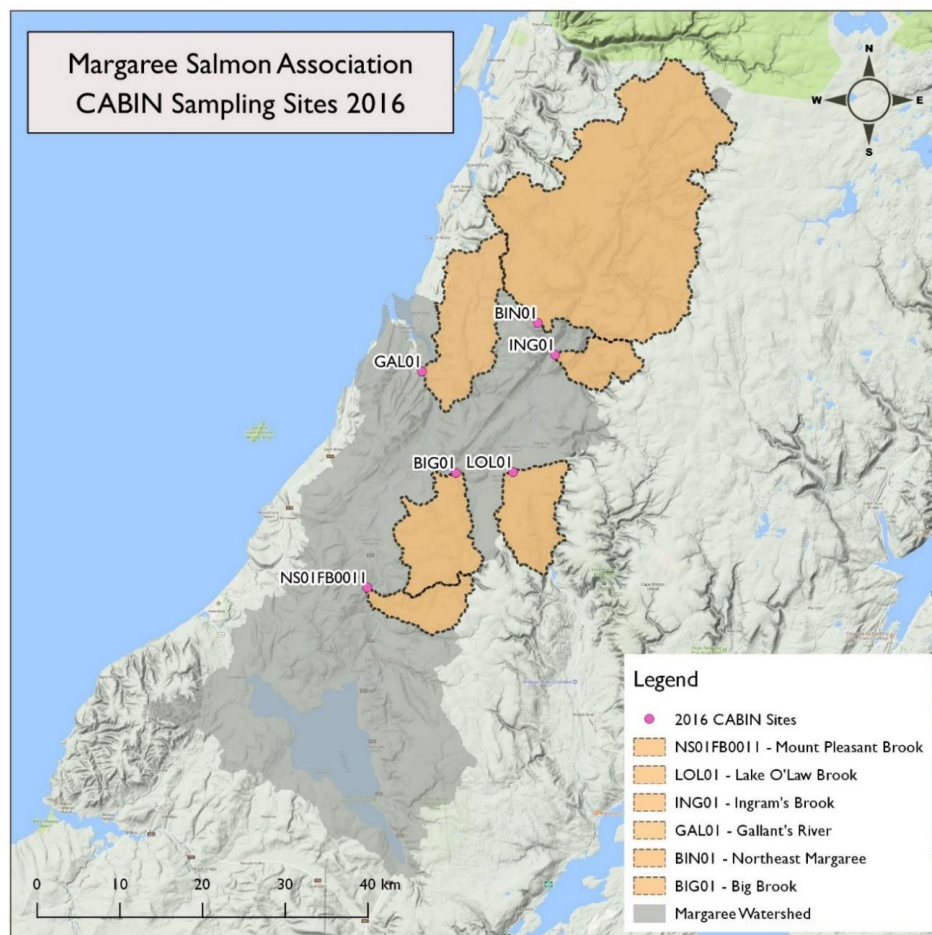 Margaree Salmon Association
CABIN Sampling Sites 2016
N
W
E
S
BIN01
ING01
GAL01
BIG01
LOL01
NS01FB0011
Legend
2016 CABIN Sites
NS01FB0011 - Mount Pleasant Brook
LOL01 - Lake O'Law Brook
ING01 - Ingram's Brook
GAL01 - Gallant's River
BIN01 - Northeast Margaree
BIG01 - Big Brook
Margaree Watershed
0 10 20 40 km